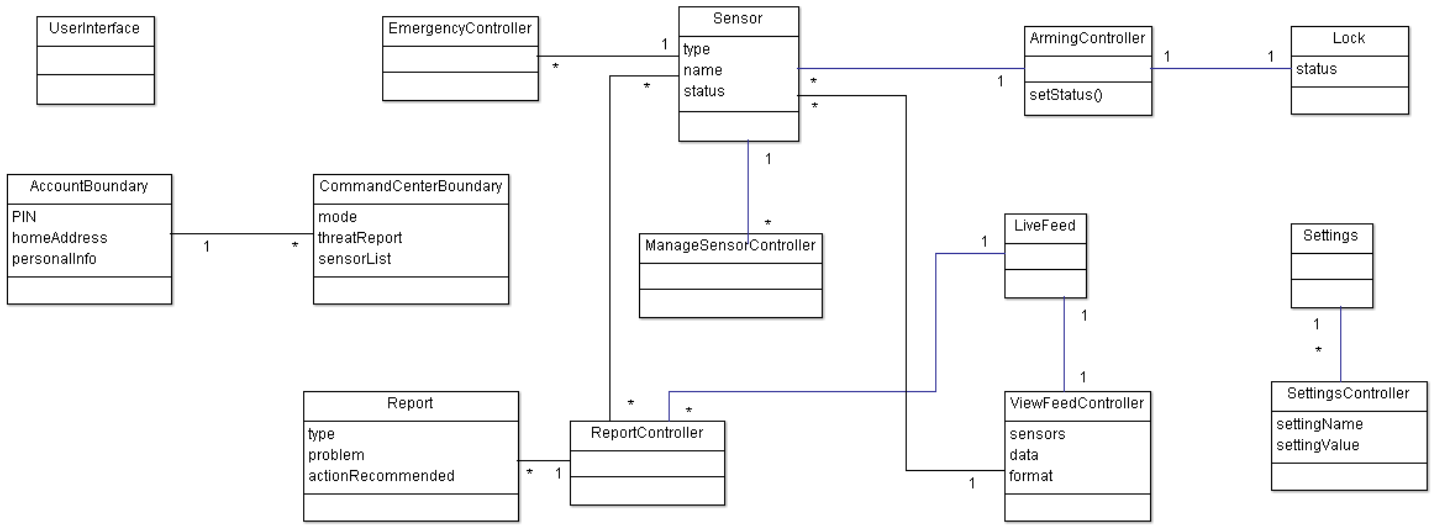 UserInterface
EmergencyController
1
*
Sensor
type
name
status
*
*
*
1
ArmingController
setStatus()
1
1
Lock
status
AccountBoundary
PIN
homeAddress
personalInfo
1
*
CommandCenterBoundary
mode
threatReport
sensorList
1
*
ManageSensorController
LiveFeed
1
1
Settings
1
*
SettingsController
settingName
settingValue
Report
type
problem
actionRecommended
*
1
*
*
ReportController
1
ViewFeedController
sensors
data
format
1